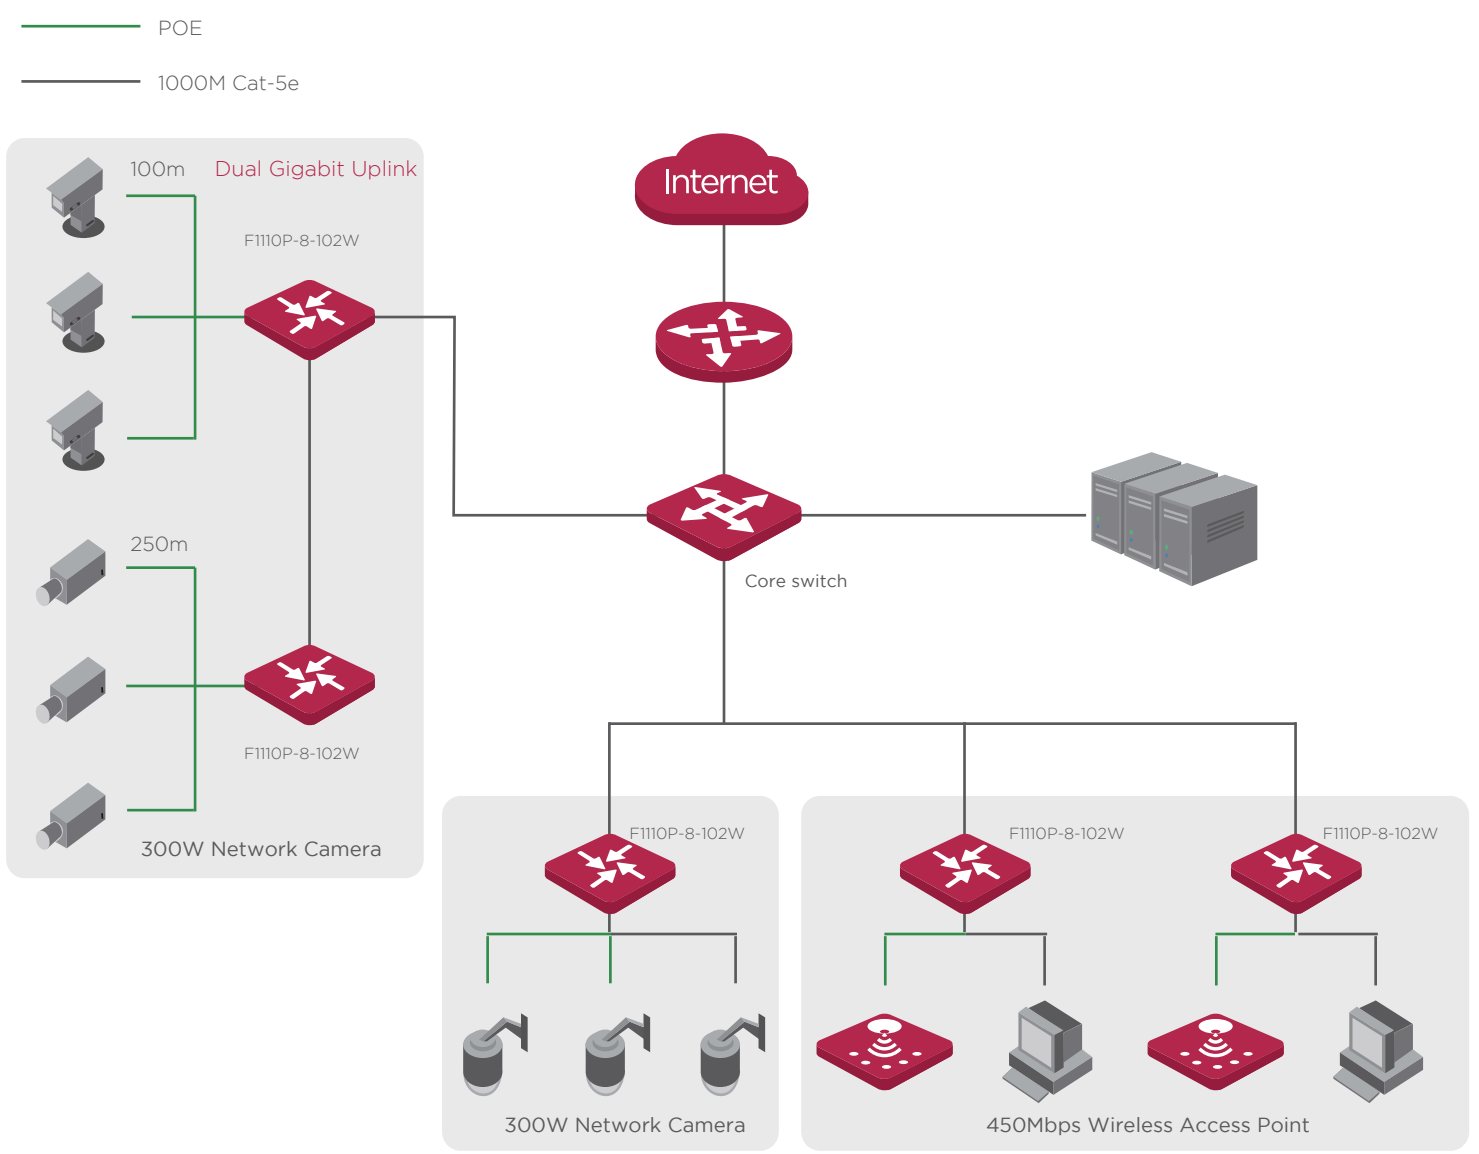 POE
1000M Cat-5e
100m
Dual Gigabit Uplink
Internet
F1110P-8-102W
250m
Core switch
F1110P-8-102W
300W Network Camera
F1110P-8-102W
F1110P-8-102W
F1110P-8-102W
300W Network Camera
450Mbps Wireless Access Point